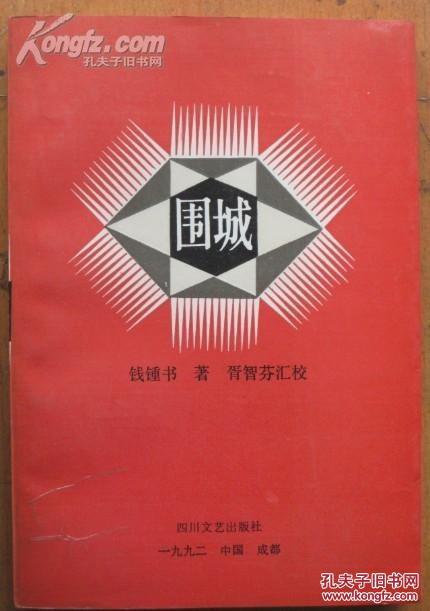 Kongfz.com
孔夫子旧书网
围城
钱锺书 著 胥智芬汇校
四川文艺出版社
一九九二 中国 成都
孔夫子旧书网